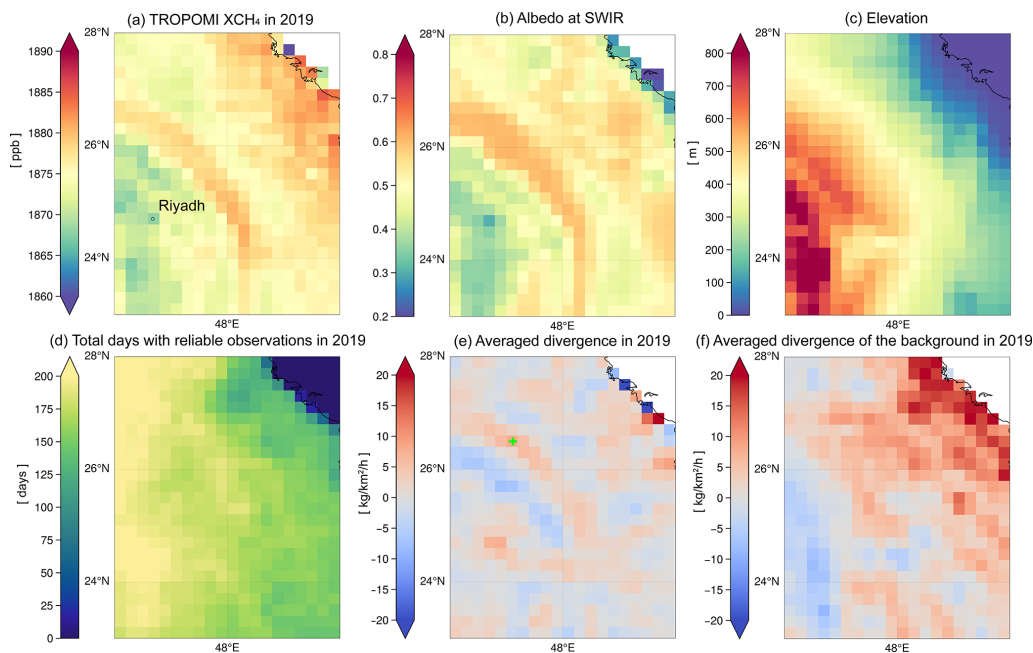 (a) TROPOMI XCH₄ in 2019
(b) Albedo at SWIR
(c) Elevation
28°N
26°N
24°N
48°E
Riyadh
[ ppb ]
1890
1885
1880
1875
1870
1865
1860
28°N
26°N
24°N
48°E
0.8
0.7
0.6
0.5
0.4
0.3
0.2
28°N
26°N
24°N
48°E
[ m ]
800
700
600
500
400
300
200
100
0
(d) Total days with reliable observations in 2019
(e) Averaged divergence in 2019
(f) Averaged divergence of the background in 2019
28°N
26°N
24°N
48°E
[ days ]
200
175
150
125
100
75
50
25
0
28°N
26°N
24°N
48°E
[ kg/km²/h ]
20
15
10
5
0
−5
−10
−15
−20
28°N
26°N
24°N
48°E
[ kg/km²/h ]
20
15
10
5
0
−5
−10
−15
−20